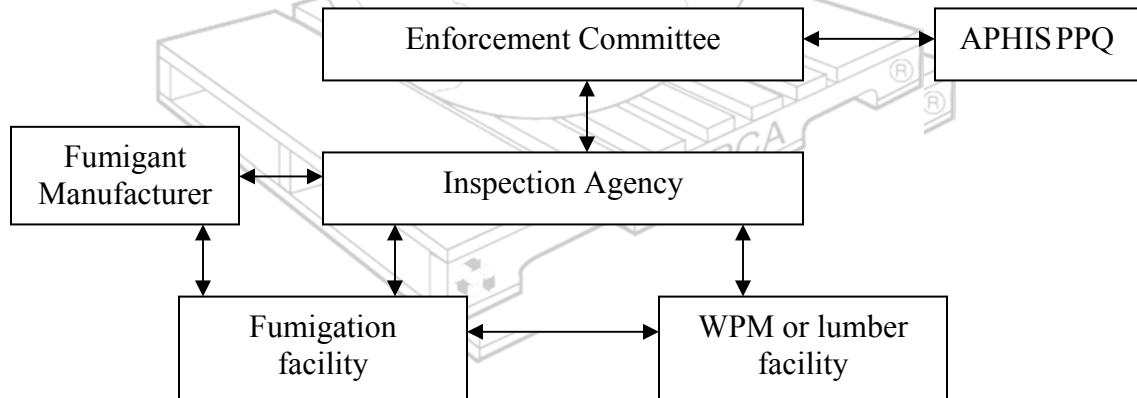 Enforcement Committee
APHIS PPQ
Fumigant
Manufacturer
Inspection Agency
Fumigation
facility
WPM or lumber
facility
®
®